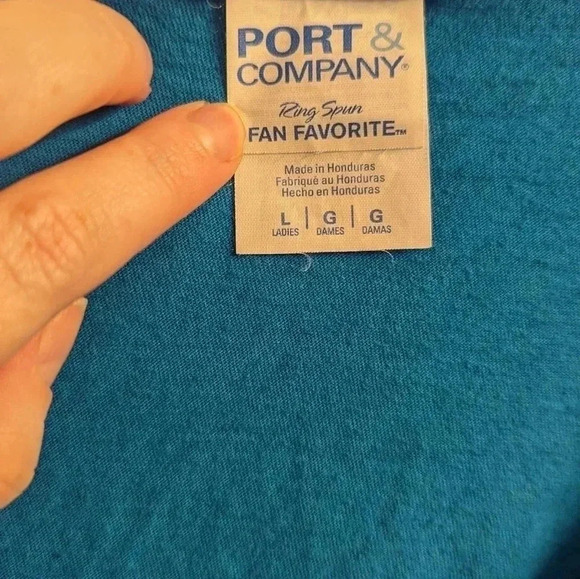 PORT &
COMPANY®
Ring Spun
FAN FAVORITE™
Made in Honduras
Fabriqué au Honduras
Hecho en Honduras
L | G | G
LADIES DAMES DAMAS